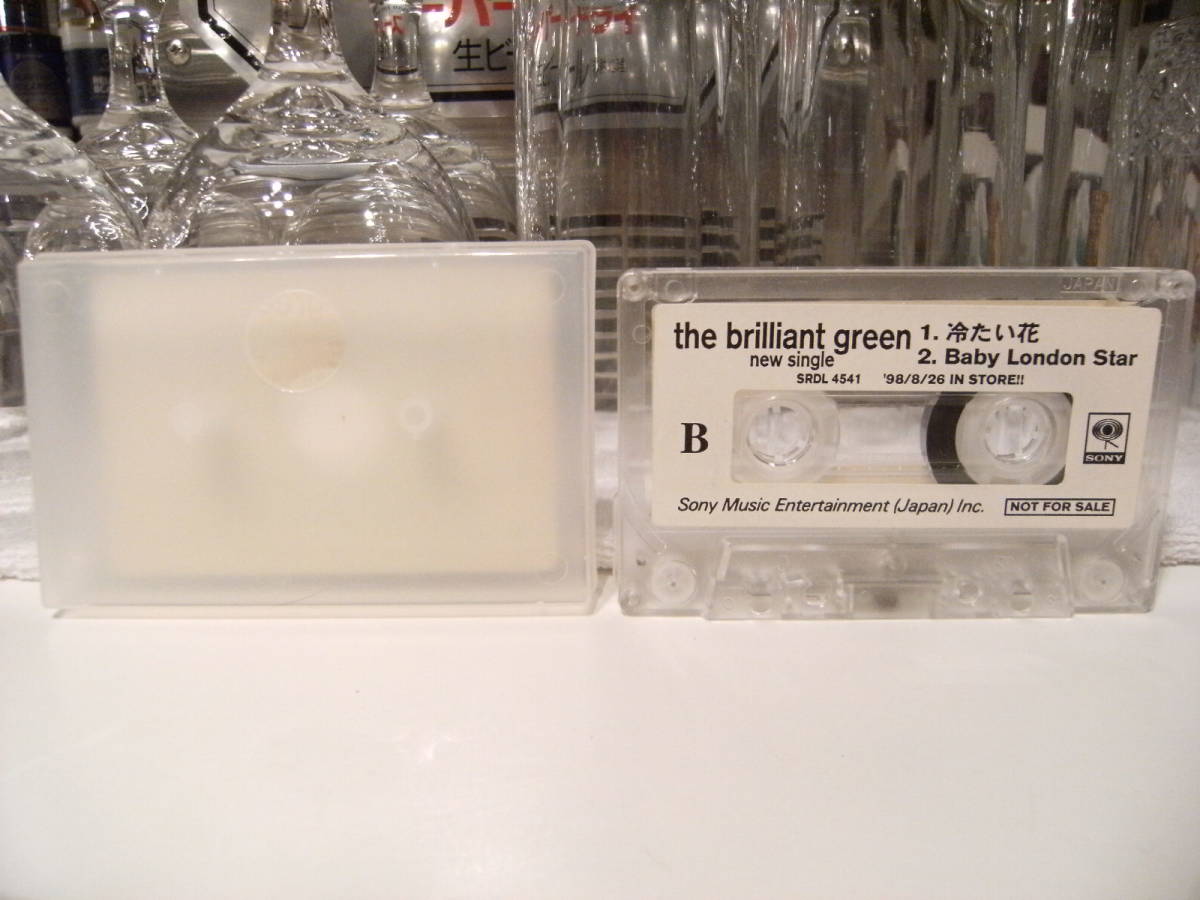 生ビ
JAPAN
the brilliant green
new single
1. 冷たい花
2. Baby London Star
SRDL 4541 '98/8/26 IN STORE!!
B
SONY
Sony Music Entertainment (Japan) Inc.
NOT FOR SALE